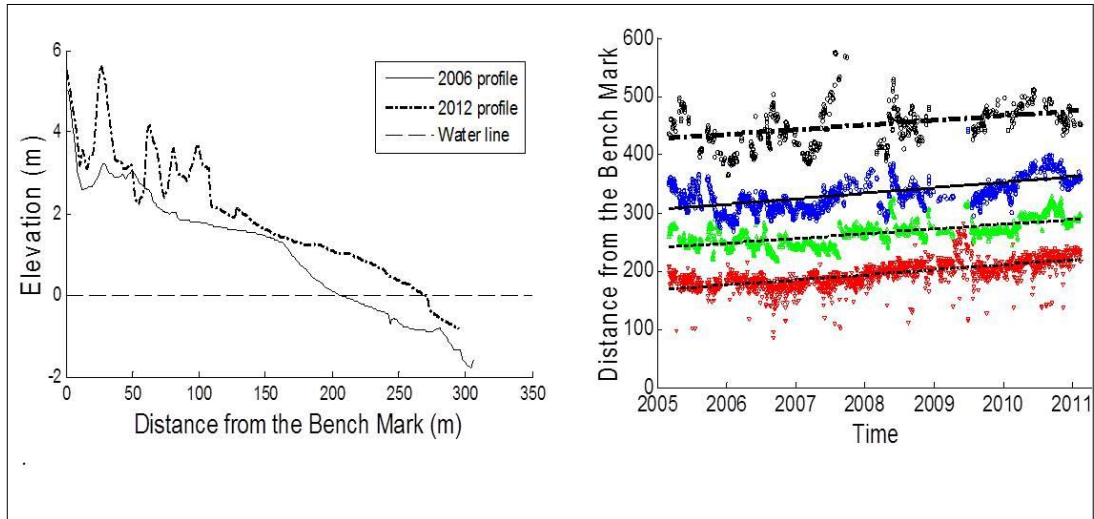 6
4
2
0
-2
Elevation (m)
2006 profile
2012 profile
Water line
0 50 100 150 200 250 300 350
Distance from the Bench Mark (m)
600
500
400
300
200
100
0
Distance from the Bench Mark
2005 2006 2007 2008 2009 2010 2011
Time